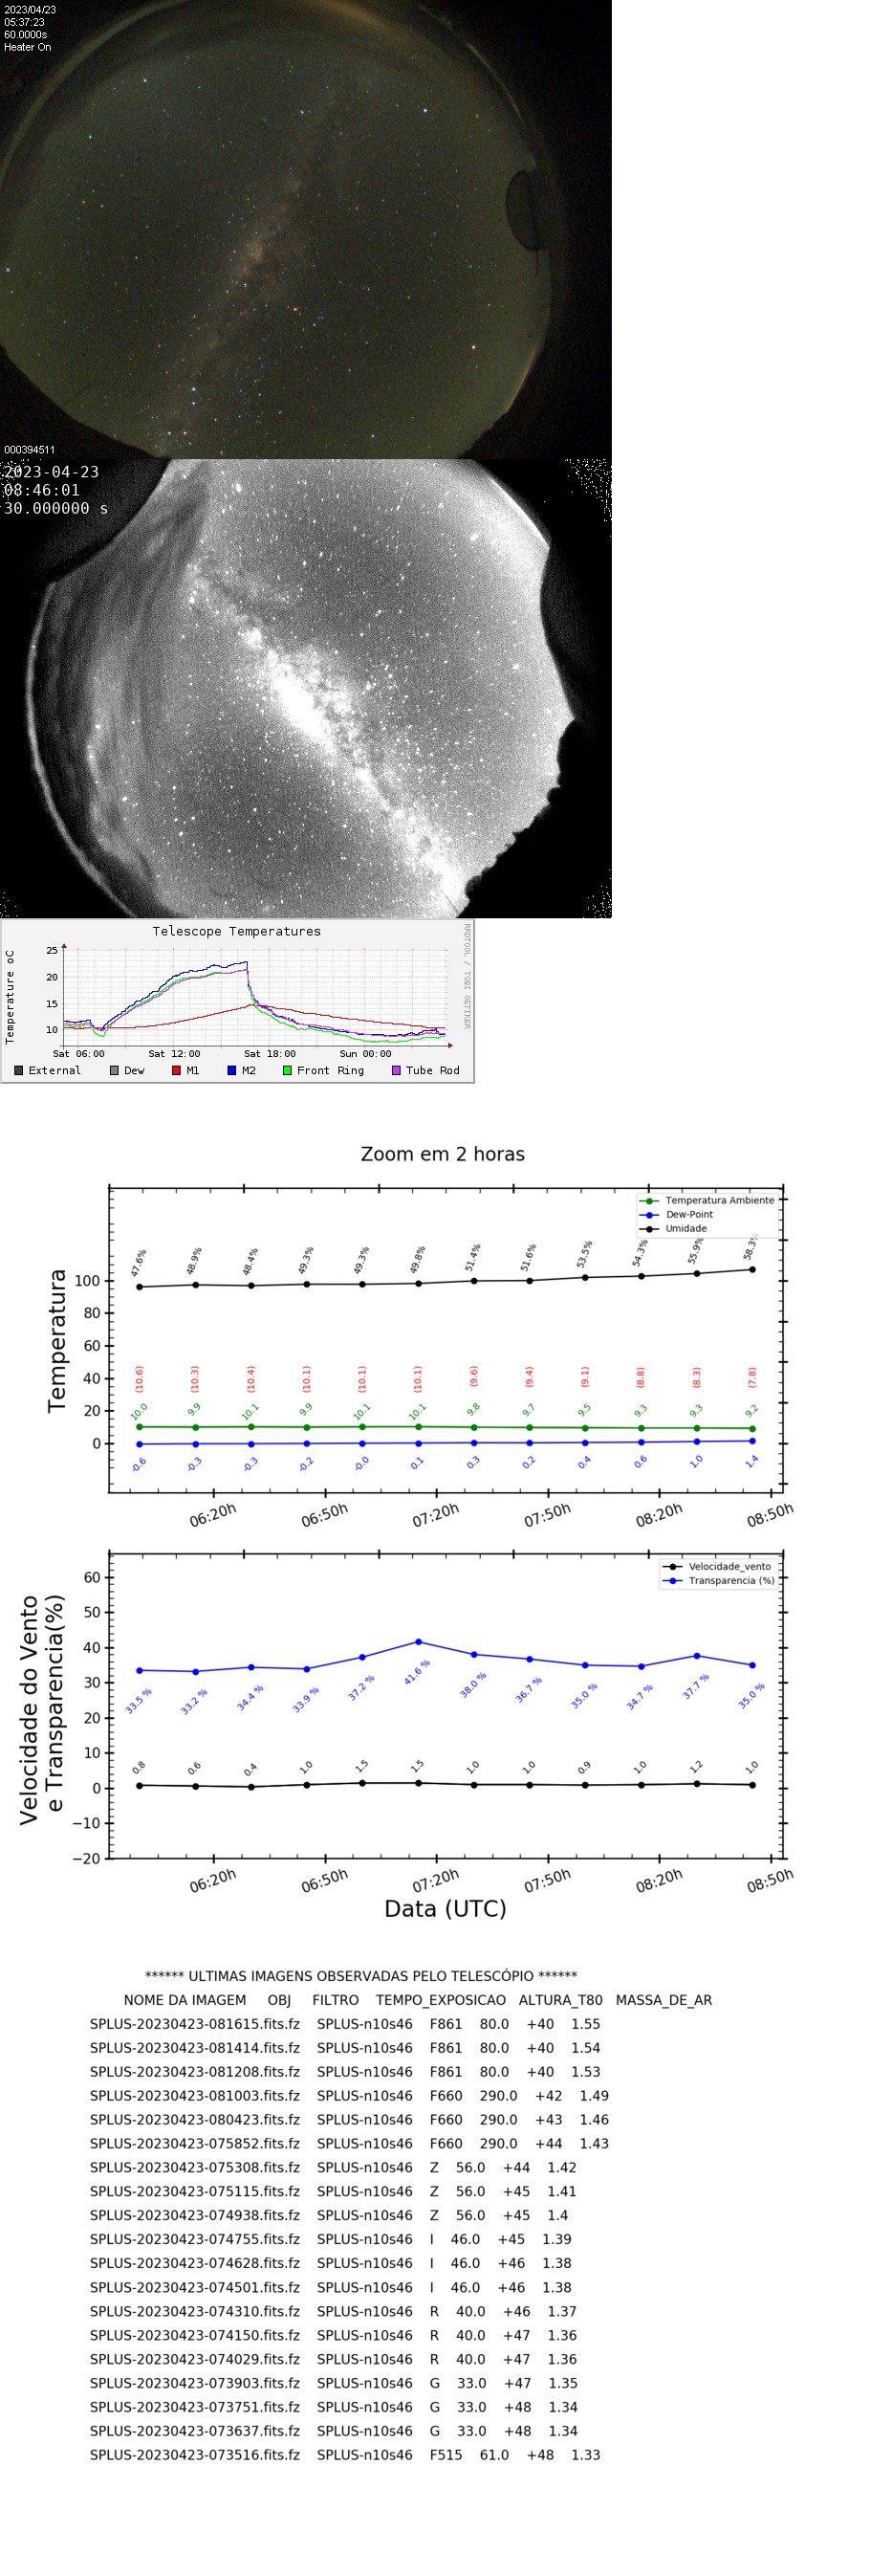 2023/04/23
05:37:23
60.0000s
Heater On
000394511
2023-04-23
08:46:01
30.000000 s
Telescope Temperatures
RRDTOOL / TOBI OETIKER
Temperature oC
25
20
15
10
Sat 06:00 Sat 12:00 Sat 18:00 Sun 00:00
External Dew M1 M2 Front Ring Tube Rod
Zoom em 2 horas
Temperatura Ambiente
Dew-Point
Umidade
Temperatura
100
80
60
40
20
0
47.6% 48.9% 48.4% 49.3% 49.3% 49.8% 51.4% 51.6% 53.5% 54.3% 55.9% 58.3%
(10.6) (10.3) (10.4) (10.1) (10.1) (10.1) (9.6) (9.4) (9.1) (8.8) (8.3) (7.8)
10.0 9.9 10.1 9.9 10.1 10.1 9.8 9.7 9.5 9.3 9.3 9.2
-0.6 -0.3 -0.3 -0.2 -0.0 0.1 0.3 0.2 0.4 0.6 1.0 1.4
06:20h 06:50h 07:20h 07:50h 08:20h 08:50h
Velocidade_vento
Transparencia (%)
Velocidade do Vento
e Transparencia(%)
60
50
40
30
20
10
0
−10
−20
33.5 % 33.2 % 34.4 % 33.9 % 37.2 % 41.6 % 38.0 % 36.7 % 35.0 % 34.7 % 37.7 % 35.0 %
0.8 0.6 0.4 1.0 1.5 1.5 1.0 1.0 0.9 1.0 1.2 1.0
06:20h 06:50h 07:20h 07:50h 08:20h 08:50h
Data (UTC)
****** ULTIMAS IMAGENS OBSERVADAS PELO TELESCÓPIO ******
NOME DA IMAGEM OBJ FILTRO TEMPO_EXPOSICAO ALTURA_T80 MASSA_DE_AR
SPLUS-20230423-081615.fits.fz SPLUS-n10s46 F861 80.0 +40 1.55
SPLUS-20230423-081414.fits.fz SPLUS-n10s46 F861 80.0 +40 1.54
SPLUS-20230423-081208.fits.fz SPLUS-n10s46 F861 80.0 +40 1.53
SPLUS-20230423-081003.fits.fz SPLUS-n10s46 F660 290.0 +42 1.49
SPLUS-20230423-080423.fits.fz SPLUS-n10s46 F660 290.0 +43 1.46
SPLUS-20230423-075852.fits.fz SPLUS-n10s46 F660 290.0 +44 1.43
SPLUS-20230423-075308.fits.fz SPLUS-n10s46 Z 56.0 +44 1.42
SPLUS-20230423-075115.fits.fz SPLUS-n10s46 Z 56.0 +45 1.41
SPLUS-20230423-074938.fits.fz SPLUS-n10s46 Z 56.0 +45 1.4
SPLUS-20230423-074755.fits.fz SPLUS-n10s46 I 46.0 +45 1.39
SPLUS-20230423-074628.fits.fz SPLUS-n10s46 I 46.0 +46 1.38
SPLUS-20230423-074501.fits.fz SPLUS-n10s46 I 46.0 +46 1.38
SPLUS-20230423-074310.fits.fz SPLUS-n10s46 R 40.0 +46 1.37
SPLUS-20230423-074150.fits.fz SPLUS-n10s46 R 40.0 +47 1.36
SPLUS-20230423-074029.fits.fz SPLUS-n10s46 R 40.0 +47 1.36
SPLUS-20230423-073903.fits.fz SPLUS-n10s46 G 33.0 +47 1.35
SPLUS-20230423-073751.fits.fz SPLUS-n10s46 G 33.0 +48 1.34
SPLUS-20230423-073637.fits.fz SPLUS-n10s46 G 33.0 +48 1.34
SPLUS-20230423-073516.fits.fz SPLUS-n10s46 F515 61.0 +48 1.33